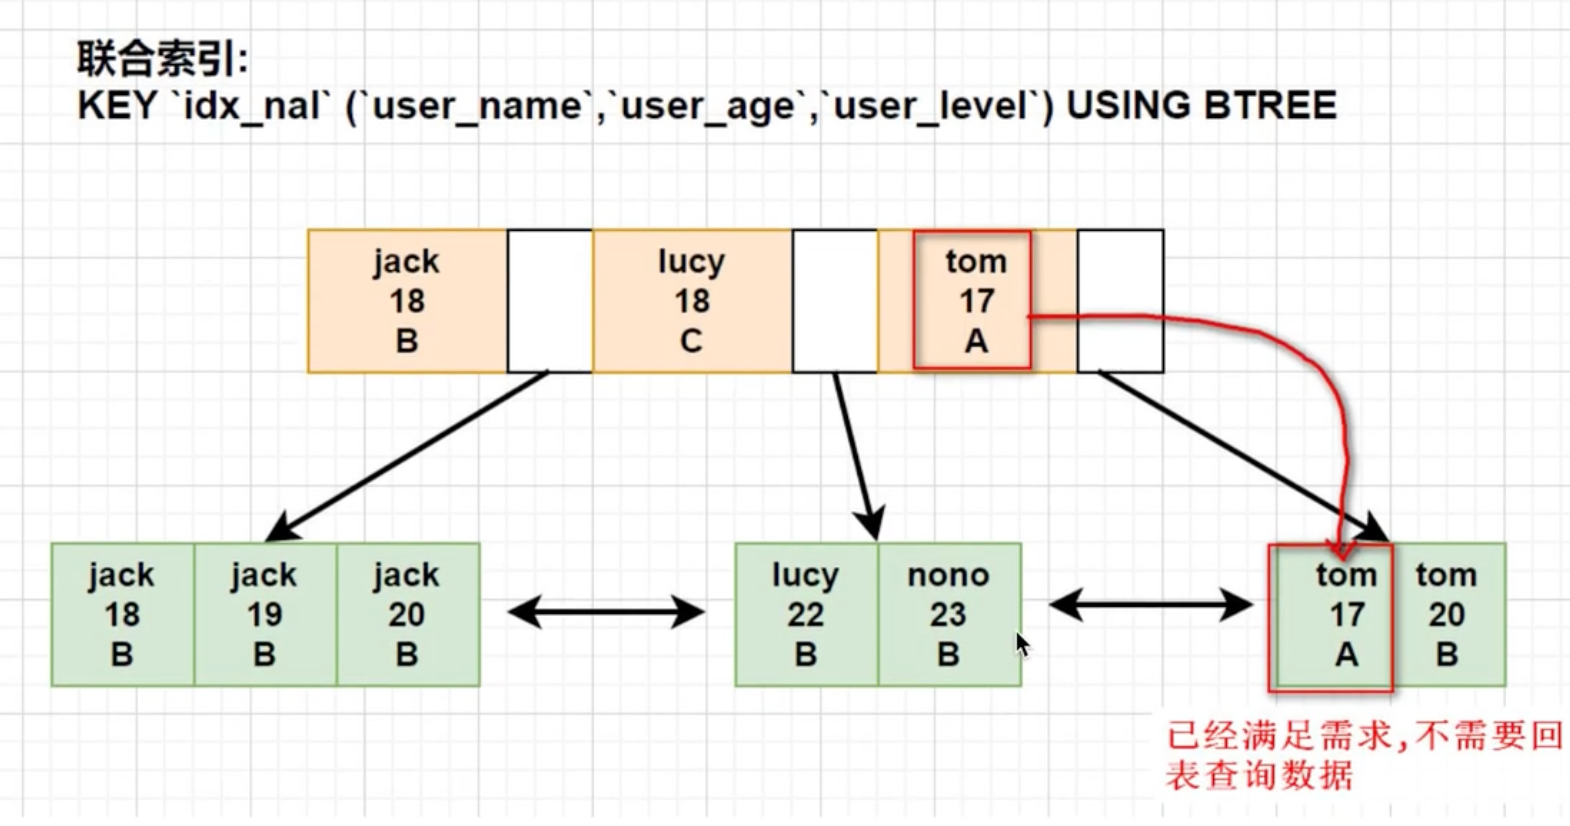 联合索引:
KEY `idx_nal` (`user_name`,`user_age`,`user_level`) USING BTREE
jack
18
B
lucy
18
C
tom
17
A
jack
18
B
jack
19
B
jack
20
B
lucy
22
B
nono
23
B
tom
17
A
tom
20
B
已经满足需求,不需要回
表查询数据